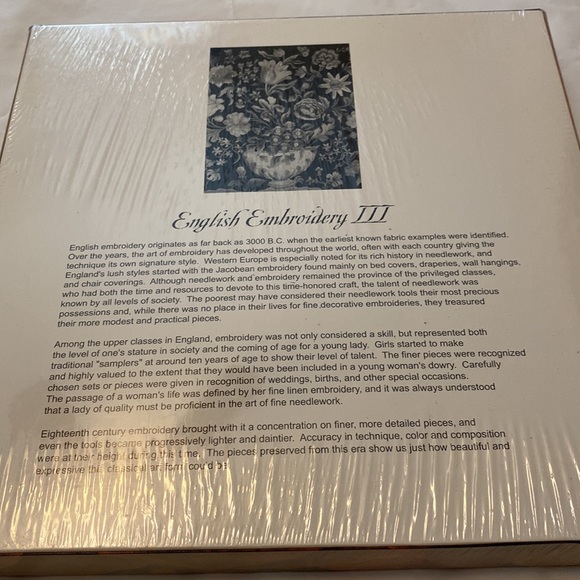 English Embroidery III
English embroidery originates as far back as 3000 B.C. when the earliest known fabric examples were identified.
Over the years, the art of embroidery has developed throughout the world, often with each country giving the
technique its own signature style. Western Europe is especially noted for its rich history in needlework, and
England's lush styles started with the Jacobean embroidery found mainly on bed covers, draperies, wall hangings,
and chair coverings. Although needlework and embroidery remained the province of the privileged classes,
who had both the time and resources to devote to this time-honored craft, the talent of needlework was
known by all levels of society. The poorest may have considered their needlework tools their most precious
possessions and, while there was no place in their lives for fine decorative embroideries, they treasured
their more modest and practical pieces.
Among the upper classes in England, embroidery was not only considered a skill, but represented both
the level of one's stature in society and the coming of age for a young lady. Girls started to make
traditional "samplers" at around ten years of age to show their level of talent. The finer pieces were recognized
and highly valued to the extent that they would have been included in a young woman's dowry. Carefully
chosen sets or pieces were given in recognition of weddings, births, and other special occasions.
The passage of a woman's life was defined by her fine linen embroidery, and it was always understood
that a lady of quality must be proficient in the art of fine needlework.
Eighteenth century embroidery brought with it a concentration on finer, more detailed pieces, and
even the tools became progressively lighter and daintier. Accuracy in technique, color and composition
were at their height during this time. The pieces preserved from this era show us just how beautiful and
expressive this classical art form could be.